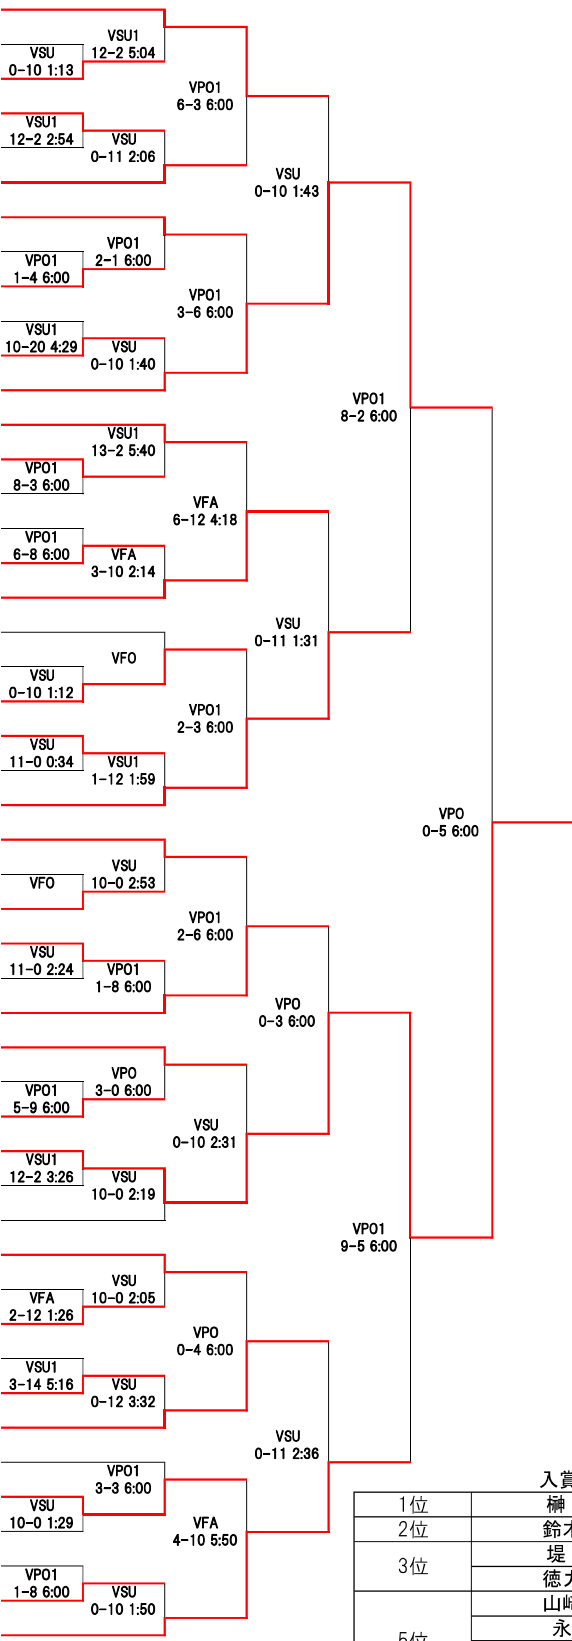 VSU1
12-2 5:04
VSU
0-10 1:13
VPO1
6-3 6:00
VSU1
12-2 2:54
VSU
0-11 2:06
VSU
0-10 1:43
VPO1
2-1 6:00
VPO1
1-4 6:00
VPO1
3-6 6:00
VSU1
10-20 4:29
VSU
0-10 1:40
VPO1
8-2 6:00
VSU1
13-2 5:40
VPO1
8-3 6:00
VFA
6-12 4:18
VPO1
6-8 6:00
VFA
3-10 2:14
VSU
0-11 1:31
VFO
VSU
0-10 1:12
VPO1
2-3 6:00
VSU
11-0 0:34
VSU1
1-12 1:59
VPO
0-5 6:00
VSU
10-0 2:53
VFO
VPO1
2-6 6:00
VSU
11-0 2:24
VPO1
1-8 6:00
VPO
0-3 6:00
VPO
3-0 6:00
VPO1
5-9 6:00
VSU
0-10 2:31
VSU1
12-2 3:26
VSU
10-0 2:19
VPO1
9-5 6:00
VSU
10-0 2:05
VFA
2-12 1:26
VPO
0-4 6:00
VSU1
3-14 5:16
VSU
0-12 3:32
VSU
0-11 2:36
VPO1
3-3 6:00
VSU
10-0 1:29
VFA
4-10 5:50
VPO1
1-8 6:00
VSU
0-10 1:50
入賞
1位 榊
2位 鈴木
3位 堤
徳力
山崎
5位 永